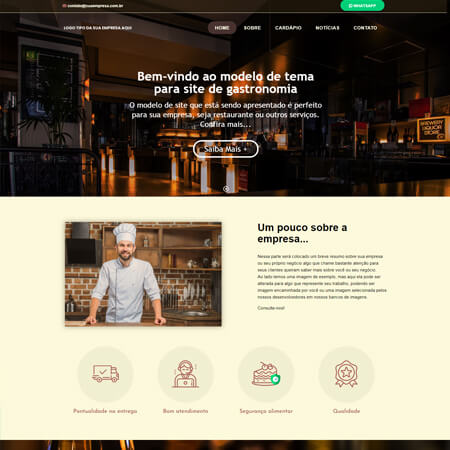 contato@suaempresa.com.br
WHATSAPP
LOGO TIPO DA SUA EMPRESA AQUI
HOME
SOBRE
CARDÁPIO
NOTÍCIAS
CONTATO
Bem-vindo ao modelo de tema
para site de gastronomia
O modelo de site que está sendo apresentado é perfeito
para sua empresa, seja restaurante ou outros serviços.
Confira mais...
Saiba Mais +
BREWERY
LIQUOR
STORE
Um pouco sobre a
empresa...
Nessa parte será colocado um breve resumo sobre sua empresa
ou seu próprio negócio algo que chame bastante atenção para
seus clientes queiram saber mais sobre você ou seu negócio.
Ao lado temos uma imagem de exemplo, mas aqui ela pode ser
alterada para algo que represente seu trabalho, podendo ser
imagem encaminhada por você ou uma imagem selecionada pelos
nossos desenvolvedores em nossos bancos de imagens.
Consulte-nos!
Pontualidade na entrega
Bom atendimento
Segurança alimentar
Qualidade